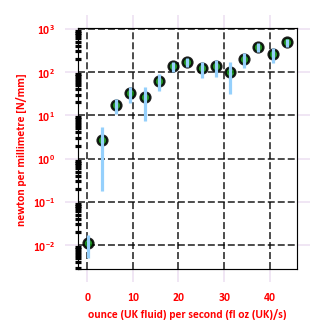 newton per millimetre [N/mm]
10³
10²
10¹
10⁰
10⁻¹
10⁻²
0 10 20 30 40
ounce (UK fluid) per second (fl oz (UK)/s)